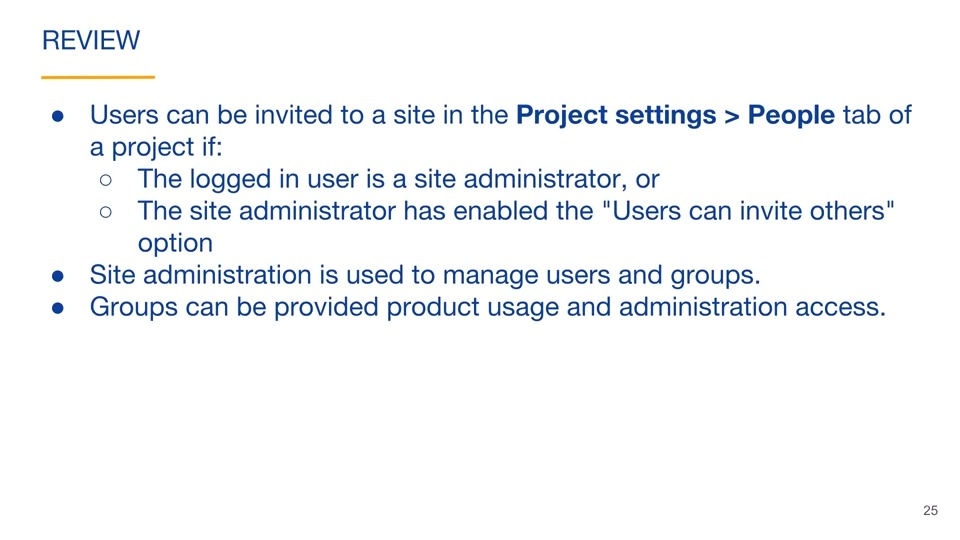 REVIEW
● Users can be invited to a site in the Project settings > People tab of
a project if:
○ The logged in user is a site administrator, or
○ The site administrator has enabled the "Users can invite others"
option
● Site administration is used to manage users and groups.
● Groups can be provided product usage and administration access.
25